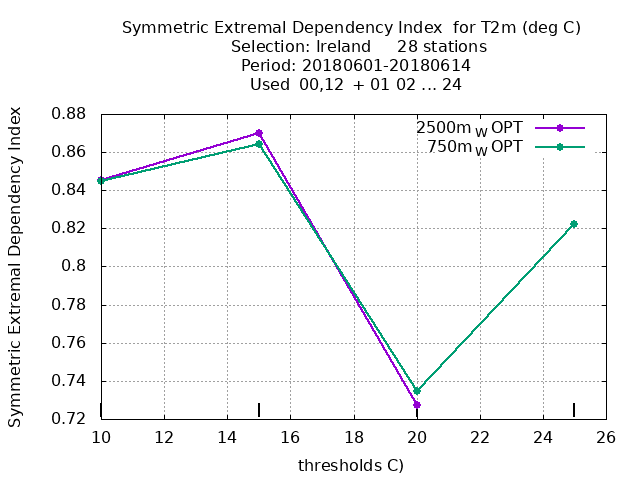 Symmetric Extremal Dependency Index  for T2m (deg C)
Selection: Ireland     28 stations
Period: 20180601-20180614
Used  00,12  + 01 02 ... 24
Symmetric Extremal Dependency Index
0.88
0.86
0.84
0.82
0.8
0.78
0.76
0.74
0.72
2500m W OPT
750m W OPT
10 12 14 16 18 20 22 24 26
thresholds C)